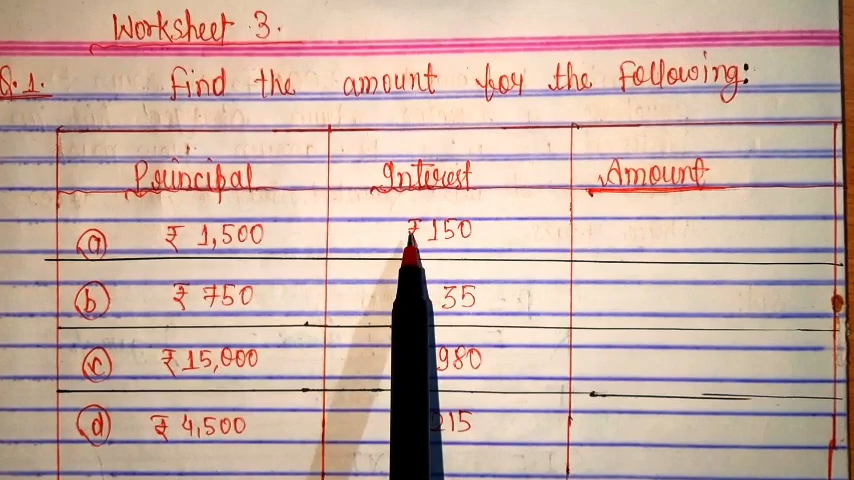 Worksheet 3.
Q.1. Find the amount for the following:
Principal Interest Amount
a ₹ 1,500 ₹ 150
b ₹ 750 35
c ₹ 15,000 980
d ₹ 4,500 215